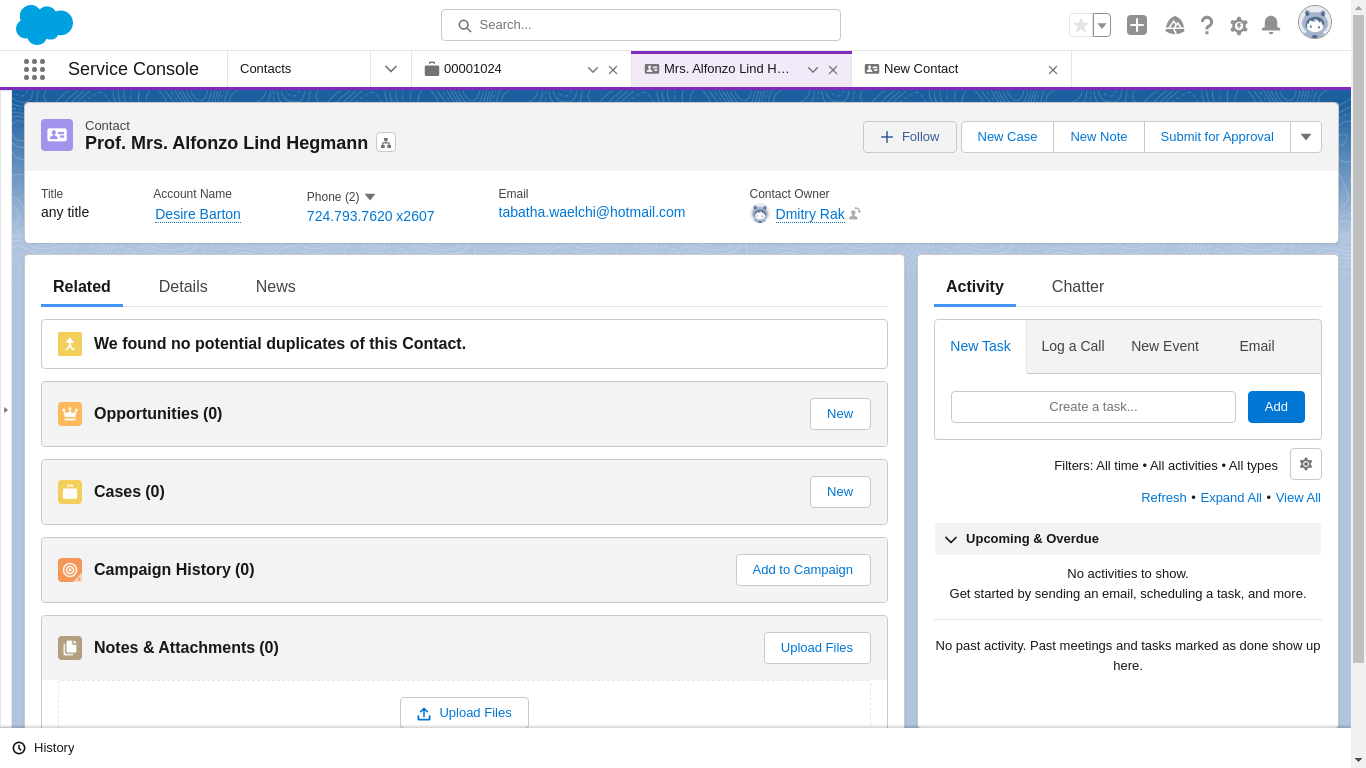 Search...
Service Console
Contacts
00001024
Mrs. Alfonzo Lind H…
New Contact
Contact
Prof. Mrs. Alfonzo Lind Hegmann
Follow
New Case
New Note
Submit for Approval
Title
any title
Account Name
Desire Barton
Phone (2)
724.793.7620 x2607
Email
tabatha.waelchi@hotmail.com
Contact Owner
Dmitry Rak
Related
Details
News
We found no potential duplicates of this Contact.
Opportunities (0)
New
Cases (0)
New
Campaign History (0)
Add to Campaign
Notes & Attachments (0)
Upload Files
Upload Files
Activity
Chatter
New Task
Log a Call
New Event
Email
Create a task...
Add
Filters: All time • All activities • All types
Refresh • Expand All • View All
Upcoming & Overdue
No activities to show.
Get started by sending an email, scheduling a task, and more.
No past activity. Past meetings and tasks marked as done show up
here.
History